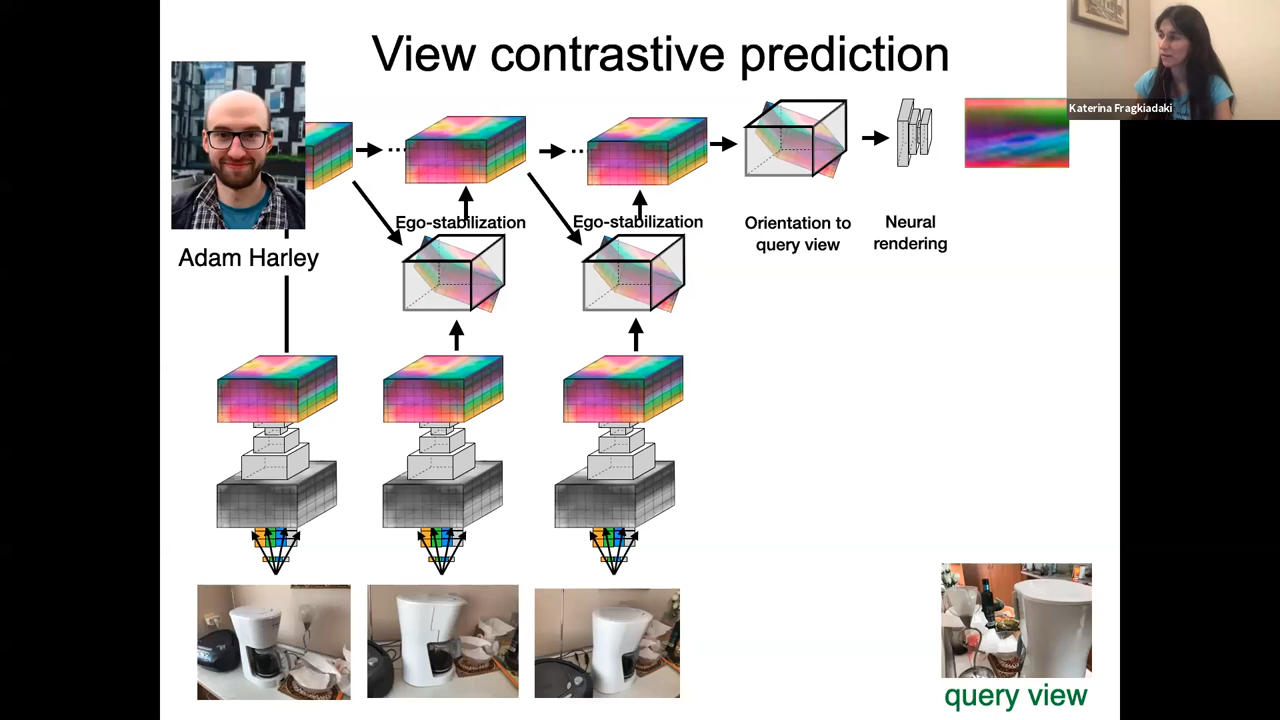 View contrastive prediction
Katerina Fragkiadaki
Ego-stabilization
Ego-stabilization
Orientation to
query view
Neural
rendering
Adam Harley
query view